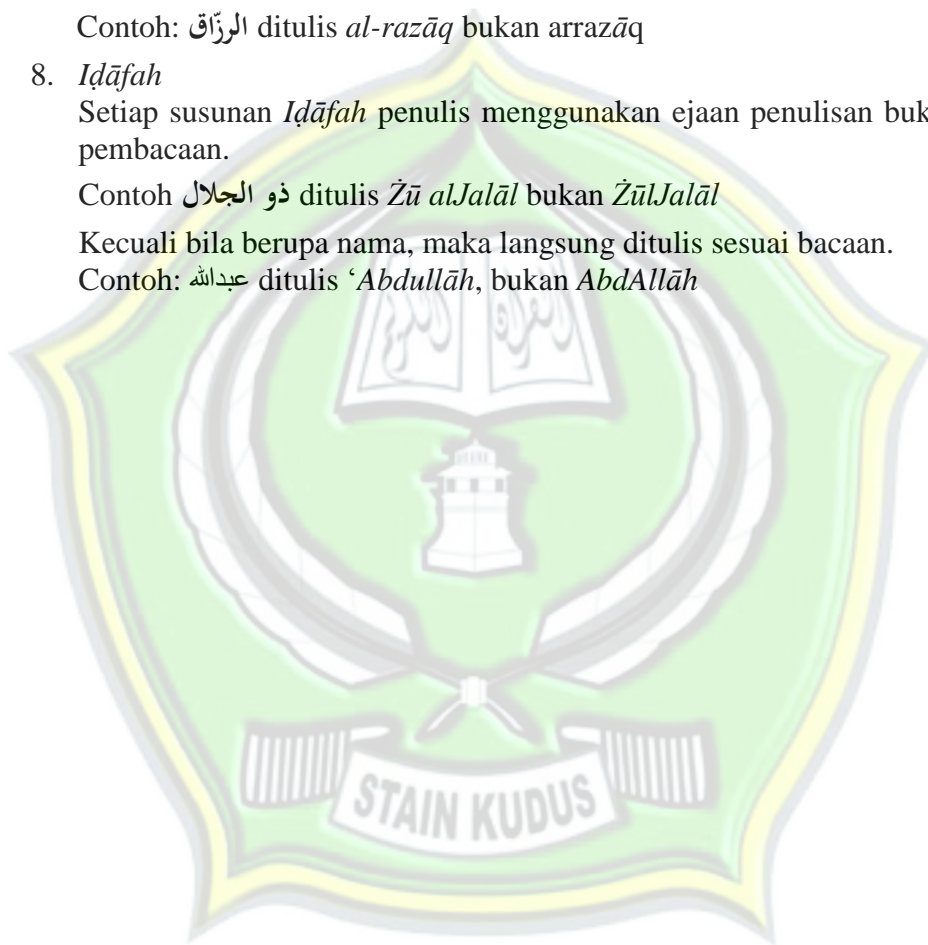 Contoh: الرزّاق ditulis al-razāq bukan arrazāq
8. Iḍāfah
Setiap susunan Iḍāfah penulis menggunakan ejaan penulisan buk
pembacaan.
Contoh ذو الجلال ditulis Żū alJalāl bukan ŻūlJalāl
Kecuali bila berupa nama, maka langsung ditulis sesuai bacaan.
Contoh: عبدالله ditulis ‘Abdullāh, bukan AbdAllāh
STAIN KUDUS